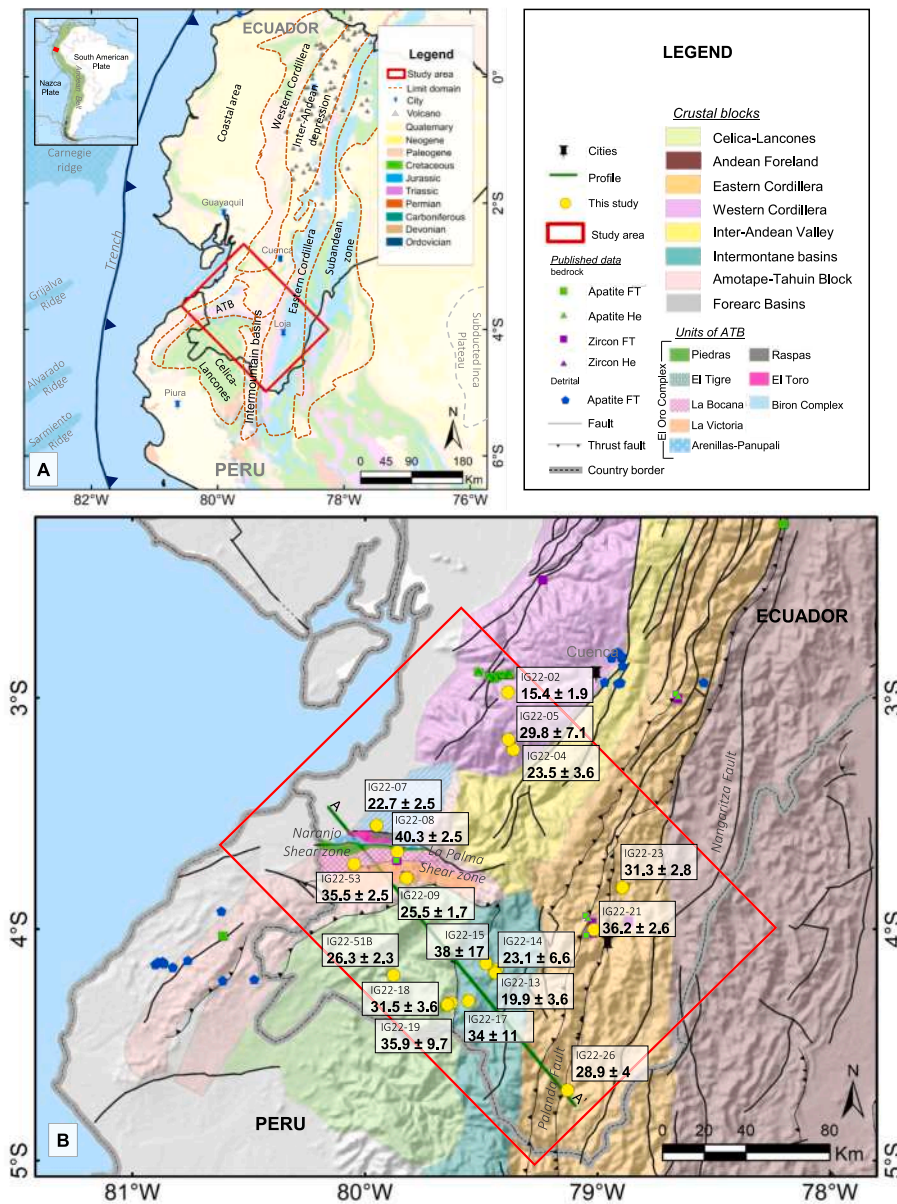 ECUADOR
South American
Plate
Nazca
Plate
Andean Belt
Carnegie
ridge
Trench
Grijalva
Ridge
Alvarado
Ridge
Sarmiento
Ridge
Coastal area
Western Cordillera
Inter-Andean
depression
Guayaquil
Cuenca
Eastern Cordillera
Subandean
zone
ATB
Loja
Celica-
Lancones
Intermountain basins
Piura
Subducted Inca
Plateau
PERU
Legend
Study area
Limit domain
City
Volcano
Quaternary
Neogene
Paleogene
Cretaceous
Jurassic
Triassic
Permian
Carboniferous
Devonian
Ordovician
0°
2°S
4°S
6°S
N
0 45 90 180
Km
A
82°W 80°W 78°W 76°W
LEGEND
Cities
Profile
This study
Study area
Published data
bedrock
Apatite FT
Apatite He
Zircon FT
Zircon He
Detrital
Apatite FT
Fault
Thrust fault
Country border
Crustal blocks
Celica-Lancones
Andean Foreland
Eastern Cordillera
Western Cordillera
Inter-Andean Valley
Intermontane basins
Amotape-Tahuin Block
Forearc Basins
Units of ATB
El Oro Complex
Piedras
El Tigre
La Bocana
La Victoria
Arenillas-Panupali
Raspas
El Toro
Biron Complex
ECUADOR
Cuenca
IG22-02
15.4 ± 1.9
IG22-05
29.8 ± 7.1
IG22-04
23.5 ± 3.6
IG22-07
22.7 ± 2.5
A
IG22-08
40.3 ± 2.5
Naranjo
Shear zone
La Palma
Shear zone
IG22-53
35.5 ± 2.5
IG22-09
25.5 ± 1.7
Nangaritza Fault
IG22-23
31.3 ± 2.8
IG22-21
36.2 ± 2.6
IG22-15
38 ± 17
IG22-14
23.1 ± 6.6
IG22-51B
26.3 ± 2.3
IG22-13
19.9 ± 3.6
IG22-18
31.5 ± 3.6
IG22-17
34 ± 11
IG22-19
35.9 ± 9.7
IG22-26
28.9 ± 4
Palanda Fault
A'
PERU
N
0 20 40 80
Km
B
3°S 3°S
4°S 4°S
5°S 5°S
81°W 80°W 79°W 78°W